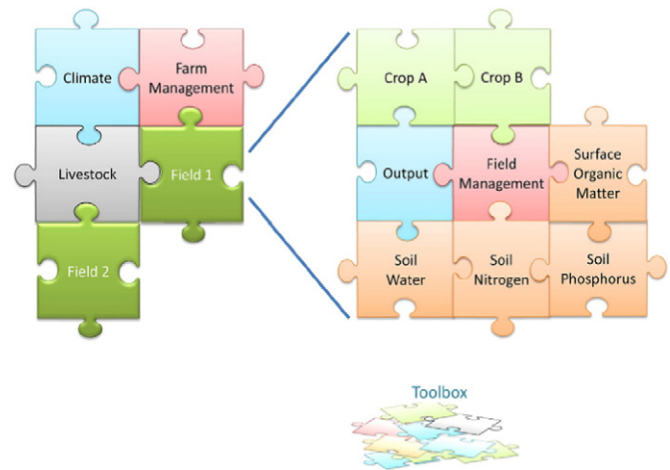 Climate
Farm
Management
Livestock
Field 1
Field 2
Crop A
Crop B
Output
Field
Management
Surface
Organic
Matter
Soil
Water
Soil
Nitrogen
Soil
Phosphorus
Toolbox